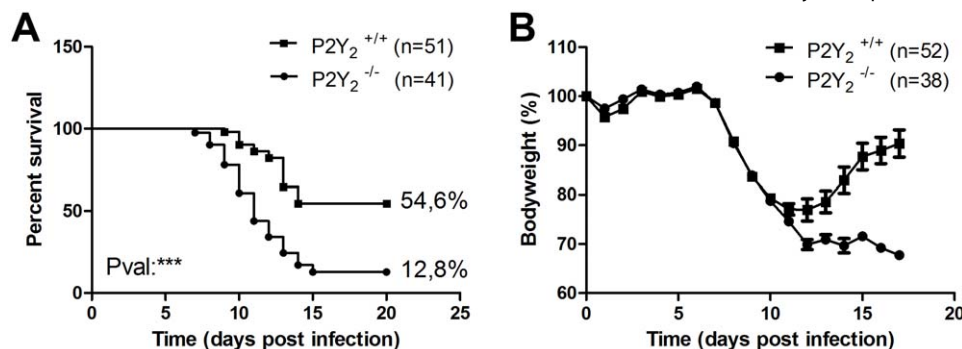 A
P2Y2 +/+ (n=51)
P2Y2 -/- (n=41)
150
100
50
0
Percent survival
54,6%
12,8%
Pval:***
0 5 10 15 20 25
Time (days post infection)
B
P2Y2 +/+ (n=52)
P2Y2 -/- (n=38)
110
100
90
80
70
60
Bodyweight (%)
0 5 10 15 20
Time (days post infection)